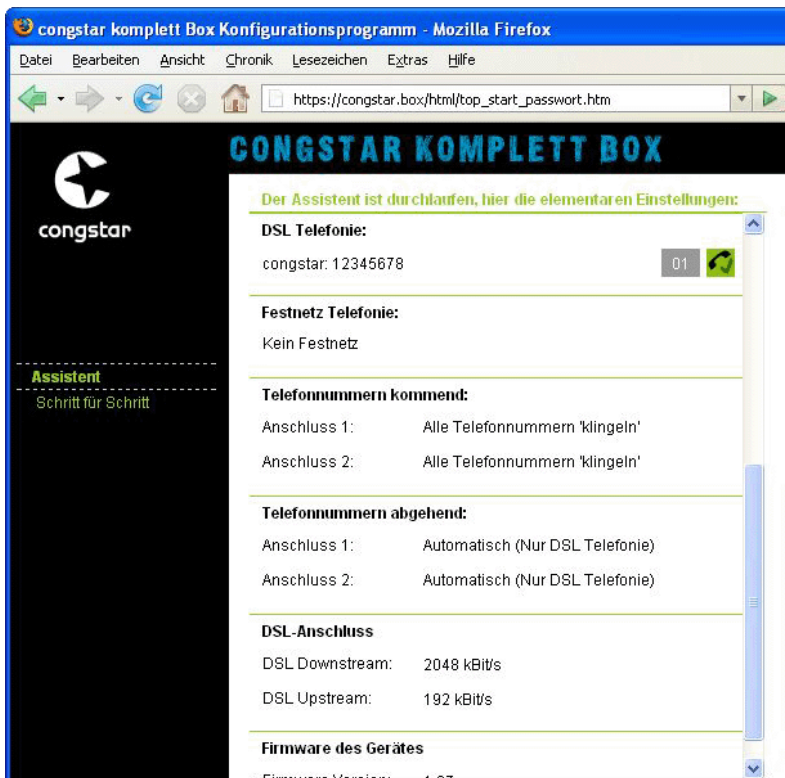 congstar komplett Box Konfigurationsprogramm - Mozilla Firefox
Datei Bearbeiten Ansicht Chronik Lesezeichen Extras Hilfe
https://congstar.box/html/top_start_passwort.htm
CONGSTAR KOMPLETT BOX
congstar
Assistent
Schritt für Schritt
Der Assistent ist durchlaufen, hier die elementaren Einstellungen:
DSL Telefonie:
congstar: 12345678 01
Festnetz Telefonie:
Kein Festnetz
Telefonnummern kommend:
Anschluss 1: Alle Telefonnummern 'klingeln'
Anschluss 2: Alle Telefonnummern 'klingeln'
Telefonnummern abgehend:
Anschluss 1: Automatisch (Nur DSL Telefonie)
Anschluss 2: Automatisch (Nur DSL Telefonie)
DSL-Anschluss
DSL Downstream: 2048 kBit/s
DSL Upstream: 192 kBit/s
Firmware des Gerätes
Firmware Version: